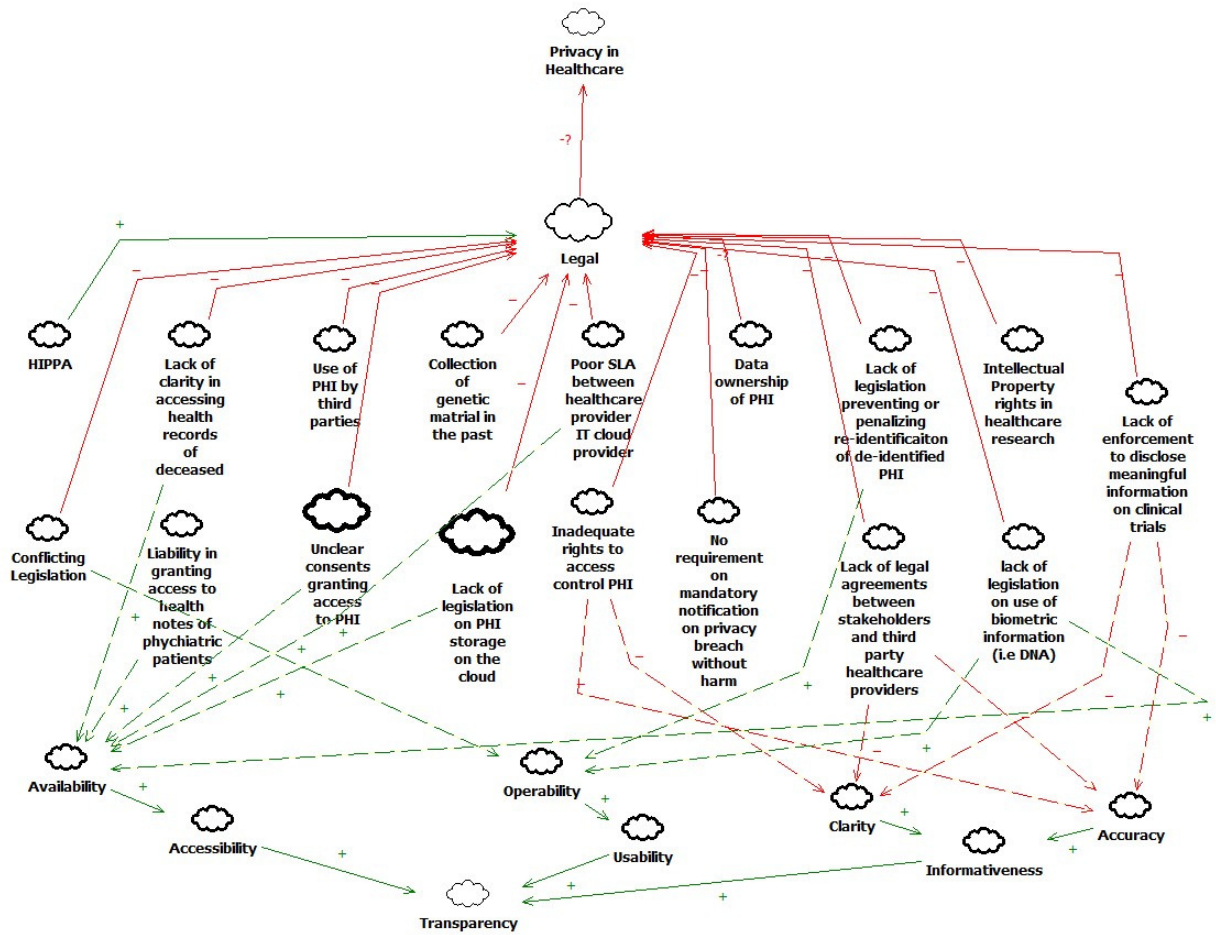 Privacy in
Healthcare
-?
Legal
+
−
−
−
−
−
−
−
−
−
-?
−
−
−
−
−
HIPPA
Lack of
clarity in
accessing
health
records
of
deceased
Use of
PHI by
third
parties
Collection
of
genetic
matrial in
the past
Poor SLA
between
healthcare
provider
IT cloud
provider
Data
ownership
of PHI
Lack of
legislation
preventing or
penalizing
re-identificaiton
of de-identified
PHI
Intellectual
Property
rights in
healthcare
research
Lack of
enforcement
to disclose
meaningful
information
on clinical
trials
Conflicting
Legislation
Liability in
granting
access to
health
notes of
phychiatric
patients
Unclear
consents
granting
access
to PHI
Lack of
legislation
on PHI
storage
on the
cloud
Inadequate
rights to
access
control PHI
No
requirement
on
mandatory
notification
on privacy
breach
without
harm
Lack of legal
agreements
between
stakeholders
and third
party
healthcare
providers
lack of
legislation
on use of
biometric
information
(i.e DNA)
+
+
+
+
+
+
+
+
+
+
−
−
−
−
−
−
−
Availability
Operability
Clarity
Accuracy
+
+
+
+
Accessibility
Usability
Informativeness
+
+
+
Transparency